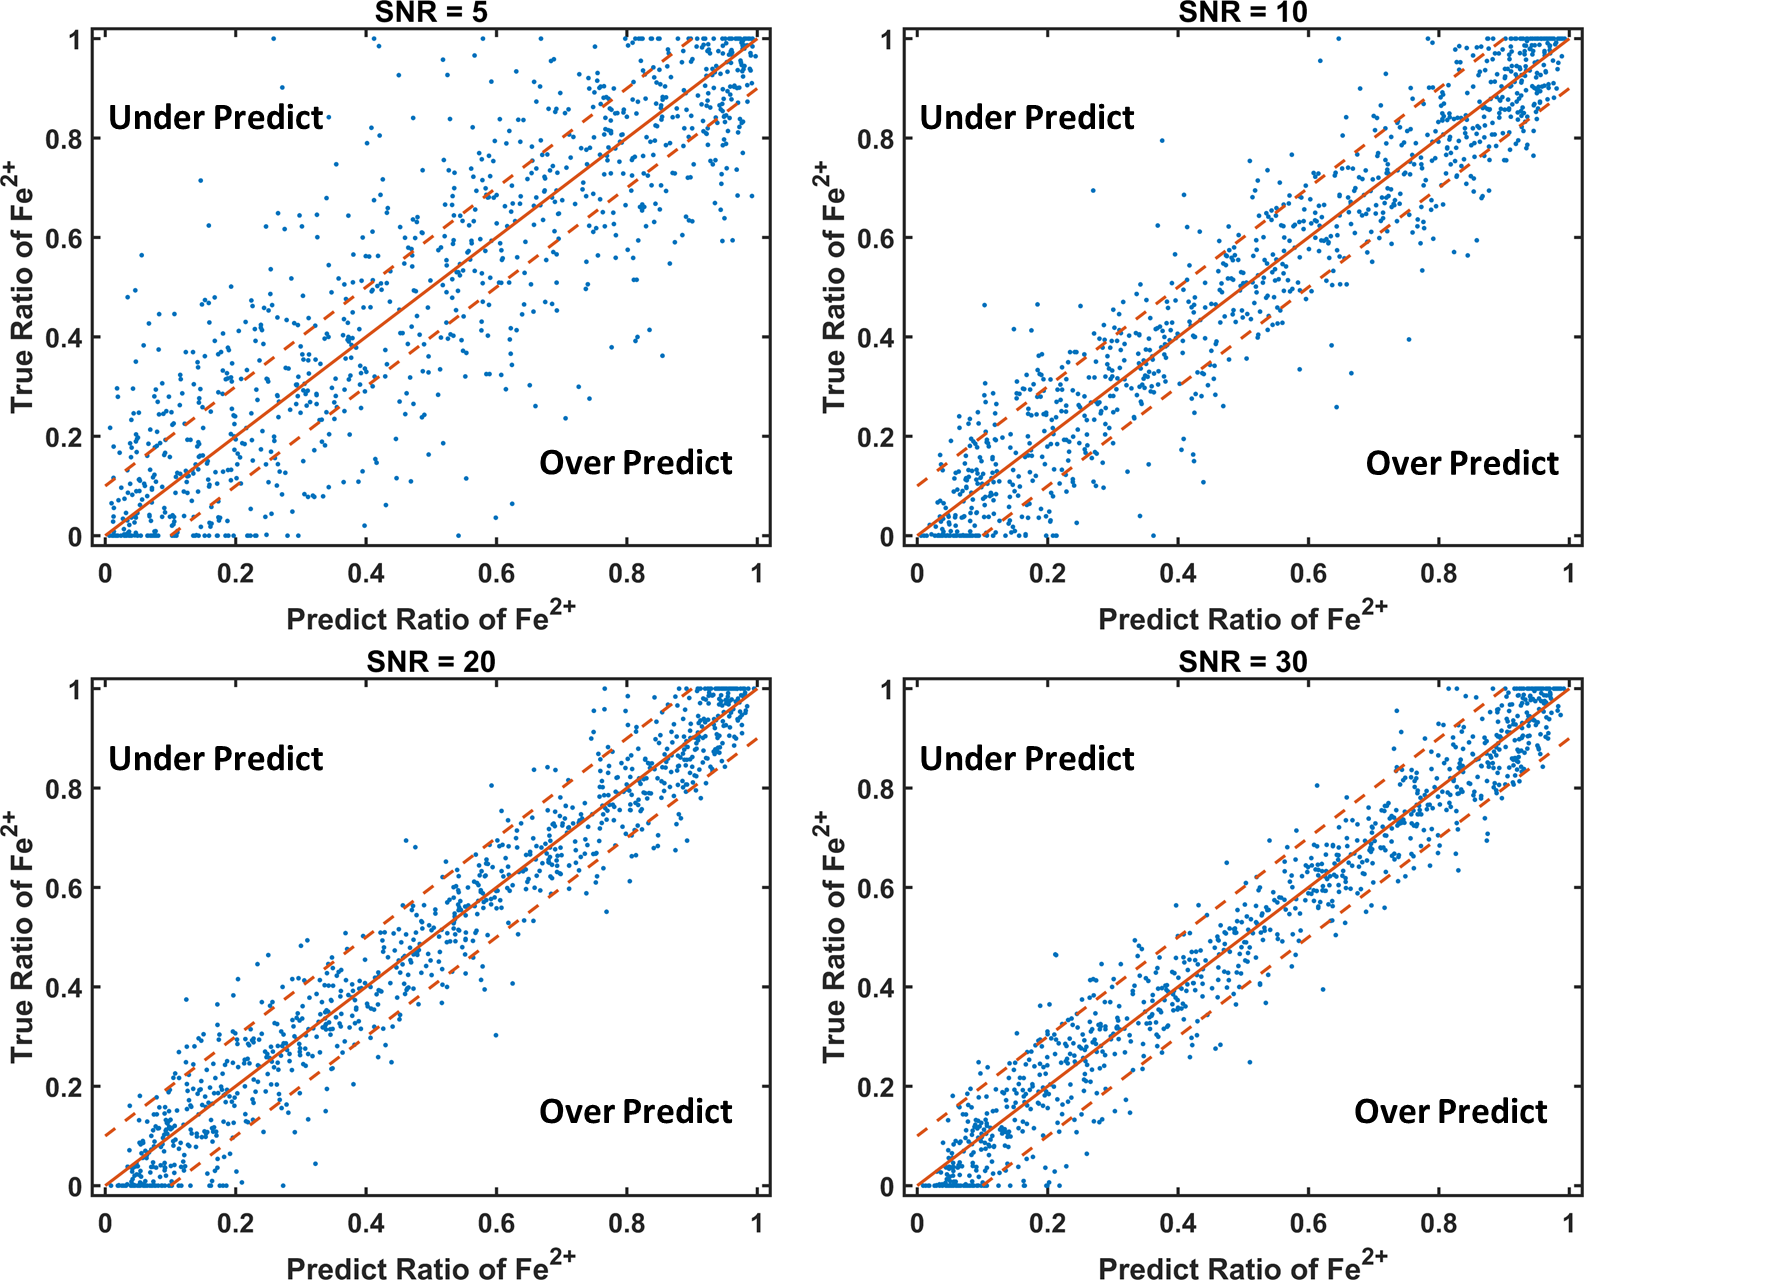 SNR = 5
1
0.8
0.6
0.4
0.2
0
True Ratio of Fe2+
Under Predict
Over Predict
0 0.2 0.4 0.6 0.8 1
Predict Ratio of Fe2+
SNR = 10
1
0.8
0.6
0.4
0.2
0
True Ratio of Fe2+
Under Predict
Over Predict
0 0.2 0.4 0.6 0.8 1
Predict Ratio of Fe2+
SNR = 20
1
0.8
0.6
0.4
0.2
0
True Ratio of Fe2+
Under Predict
Over Predict
0 0.2 0.4 0.6 0.8 1
Predict Ratio of Fe2+
SNR = 30
1
0.8
0.6
0.4
0.2
0
True Ratio of Fe2+
Under Predict
Over Predict
0 0.2 0.4 0.6 0.8 1
Predict Ratio of Fe2+